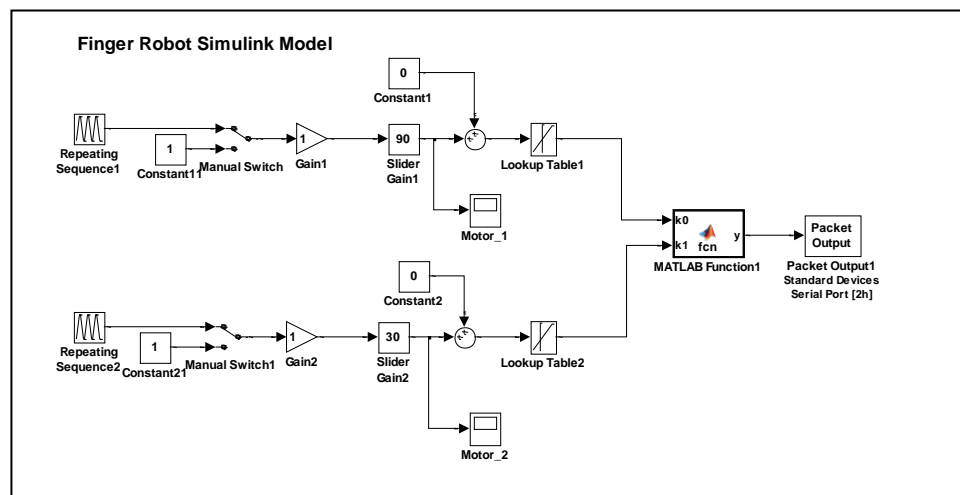 Finger Robot Simulink Model
0
Constant1
Repeating
Sequence1
1
Constant11
Manual Switch
1
Gain1
90
Slider
Gain1
Lookup Table1
Motor_1
k0
k1
fcn
y
MATLAB Function1
Packet
Output
Packet Output1
Standard Devices
Serial Port [2h]
0
Constant2
Repeating
Sequence2
1
Constant21
Manual Switch1
1
Gain2
30
Slider
Gain2
Lookup Table2
Motor_2